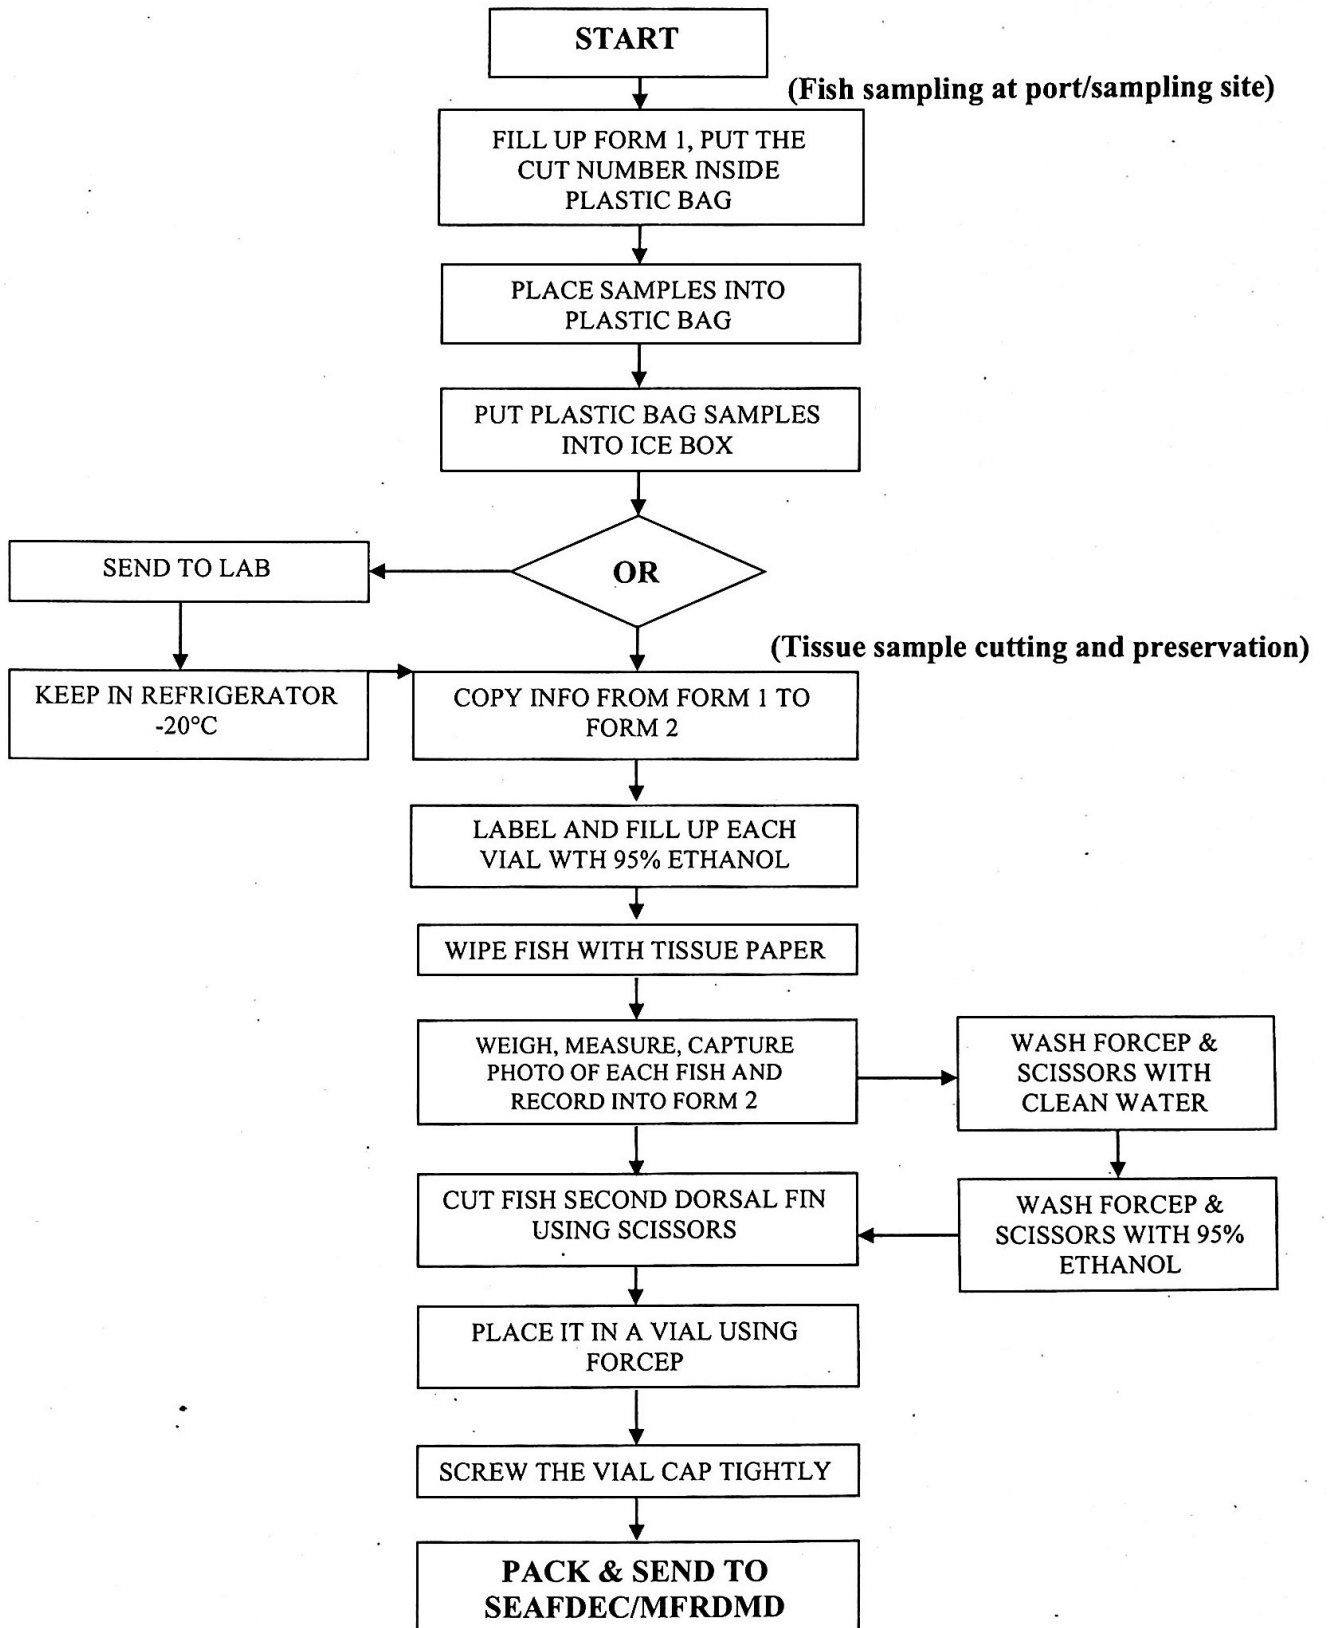 START
(Fish sampling at port/sampling site)
FILL UP FORM 1, PUT THE
CUT NUMBER INSIDE
PLASTIC BAG
PLACE SAMPLES INTO
PLASTIC BAG
PUT PLASTIC BAG SAMPLES
INTO ICE BOX
OR
SEND TO LAB
(Tissue sample cutting and preservation)
KEEP IN REFRIGERATOR
-20°C
COPY INFO FROM FORM 1 TO
FORM 2
LABEL AND FILL UP EACH
VIAL WTH 95% ETHANOL
WIPE FISH WITH TISSUE PAPER
WEIGH, MEASURE, CAPTURE
PHOTO OF EACH FISH AND
RECORD INTO FORM 2
WASH FORCEP &
SCISSORS WITH
CLEAN WATER
CUT FISH SECOND DORSAL FIN
USING SCISSORS
WASH FORCEP &
SCISSORS WITH 95%
ETHANOL
PLACE IT IN A VIAL USING
FORCEP
SCREW THE VIAL CAP TIGHTLY
PACK & SEND TO
SEAFDEC/MFRDMD